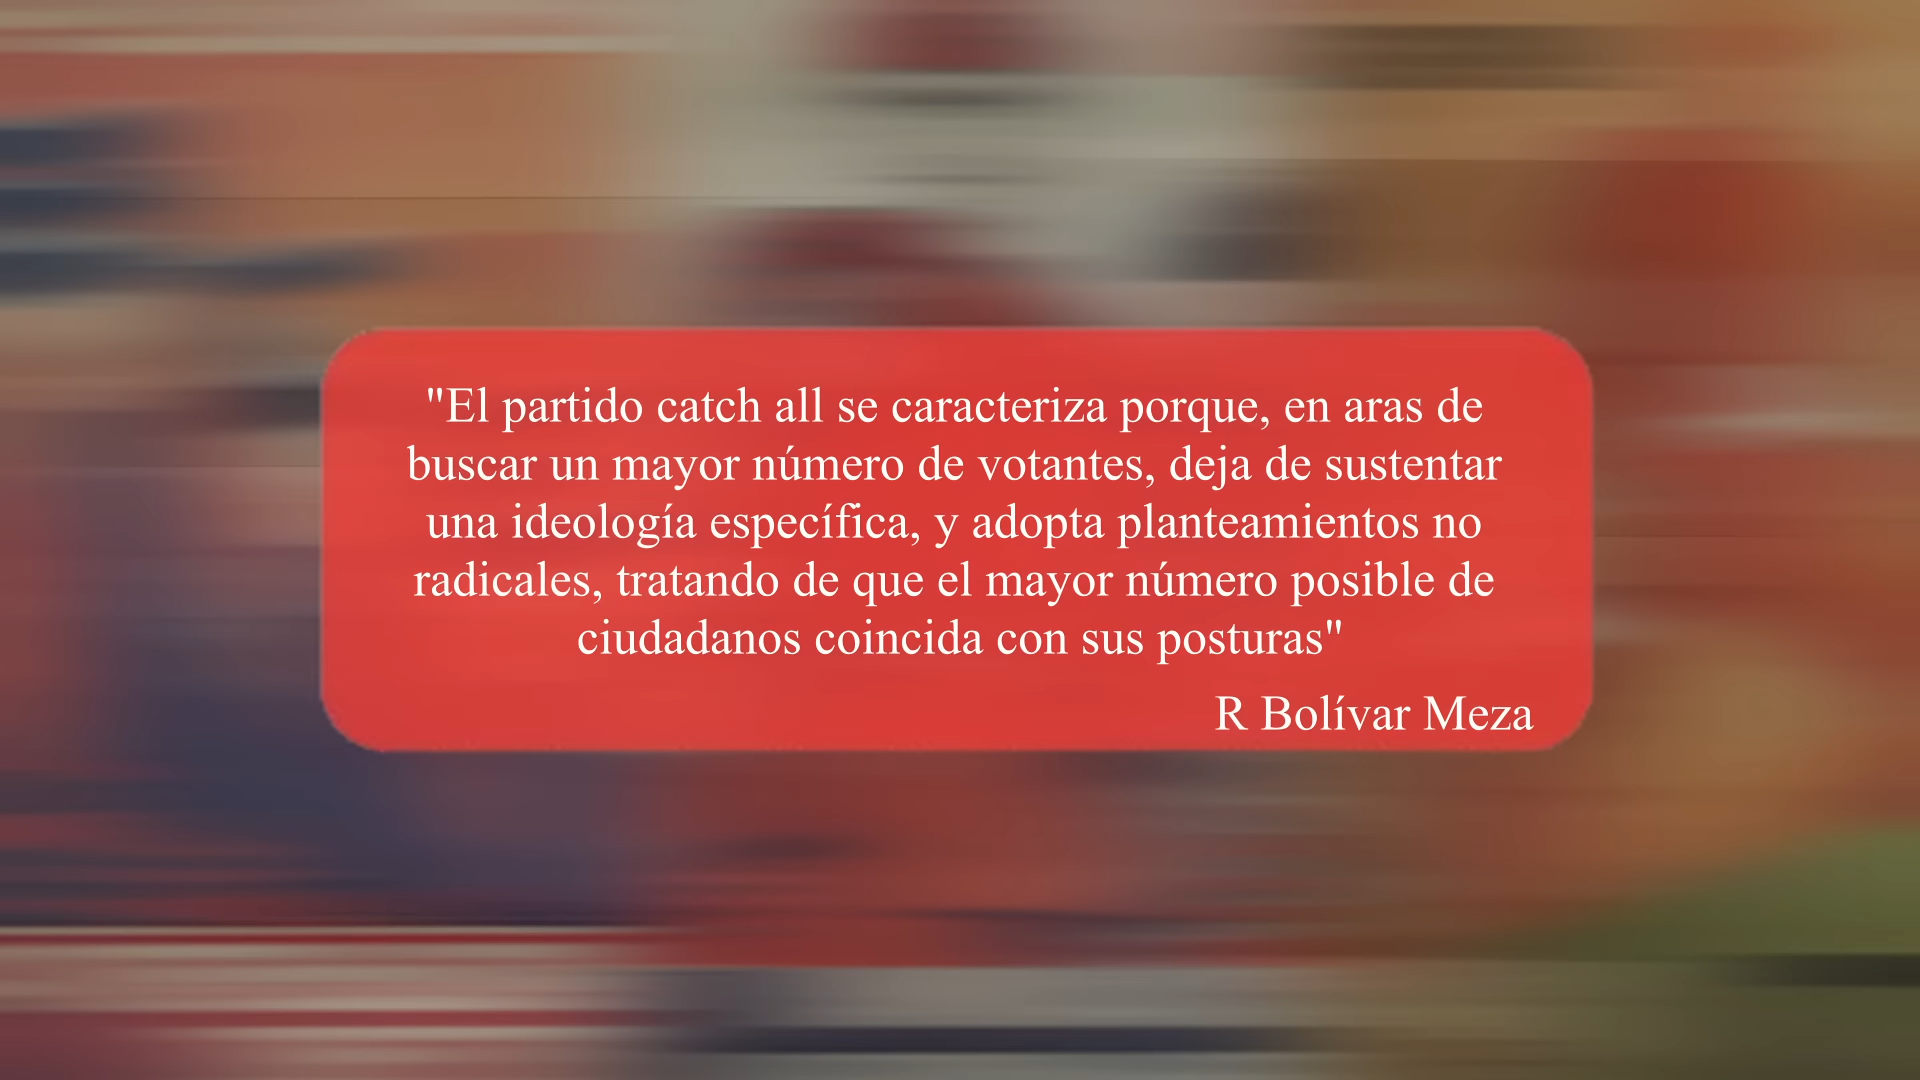 "El partido catch all se caracteriza porque, en aras de
buscar un mayor número de votantes, deja de sustentar
una ideología específica, y adopta planteamientos no
radicales, tratando de que el mayor número posible de
ciudadanos coincida con sus posturas"
R Bolívar Meza